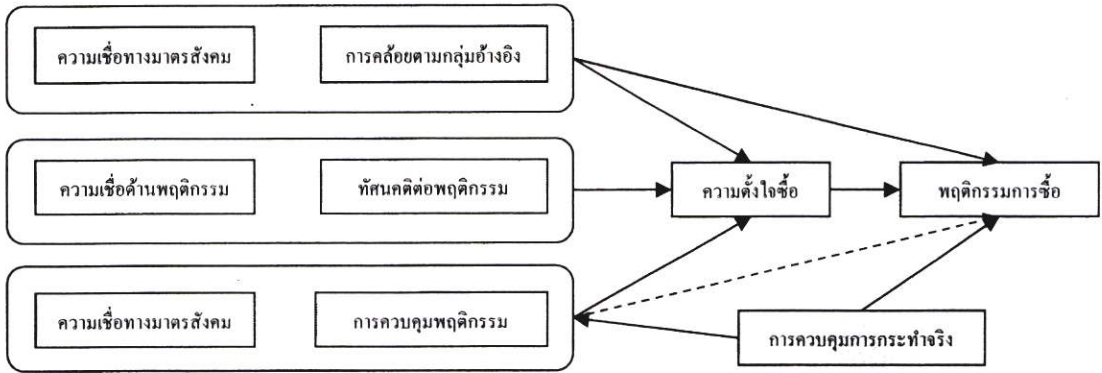 ความเชื่อทางมาตรสังคม การคล้อยตามกลุ่มอ้างอิง
ความเชื่อด้านพฤติกรรม ทัศนคติต่อพฤติกรรม ความตั้งใจซื้อ พฤติกรรมการซื้อ
ความเชื่อทางมาตรสังคม การควบคุมพฤติกรรม
การควบคุมการกระทำจริง